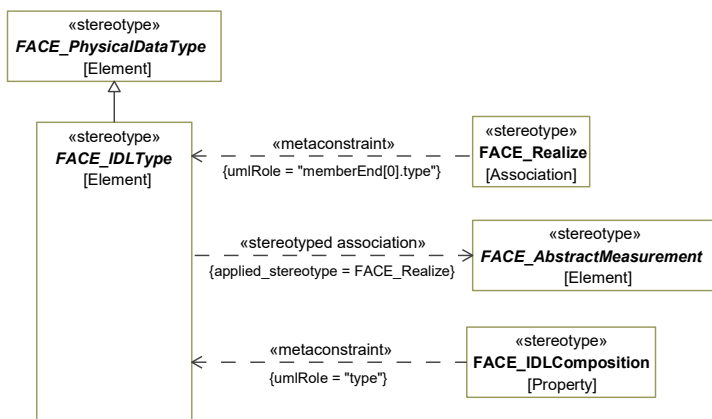 «stereotype»
FACE_PhysicalDataType
[Element]
«stereotype»
FACE_IDLType
[Element]
«metaconstraint»
{umlRole = "memberEnd[0].type"}
«stereotype»
FACE_Realize
[Association]
«stereotyped association»
{applied_stereotype = FACE_Realize}
«stereotype»
FACE_AbstractMeasurement
[Element]
«metaconstraint»
{umlRole = "type"}
«stereotype»
FACE_IDLComposition
[Property]